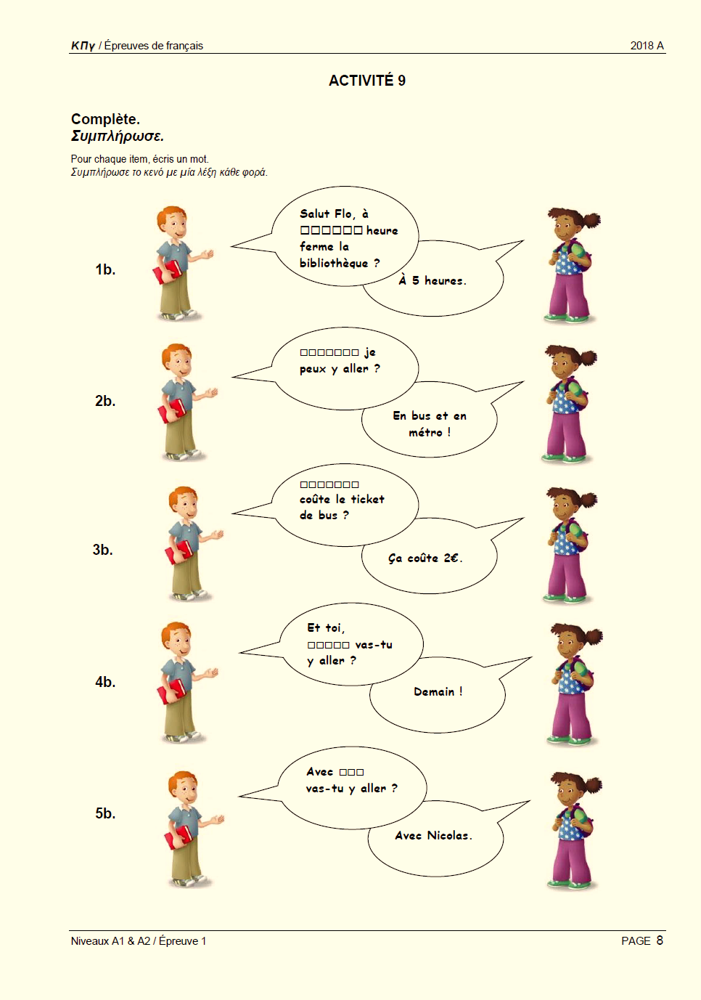 ΚΠγ / Épreuves de français 2018 A
ACTIVITÉ 9
Complète.
Συμπλήρωσε.
Pour chaque item, écris un mot.
Συμπλήρωσε το κενό με μία λέξη κάθε φορά.
1b.
Salut Flo, à
□□□□□□ heure
ferme la
bibliothèque ?
À 5 heures.
2b.
□□□□□□□ je
peux y aller ?
En bus et en
métro !
3b.
□□□□□□□
coûte le ticket
de bus ?
Ça coûte 2€.
4b.
Et toi,
□□□□□ vas-tu
y aller ?
Demain !
5b.
Avec □□□
vas-tu y aller ?
Avec Nicolas.
Niveaux A1 & A2 / Épreuve 1 PAGE 8